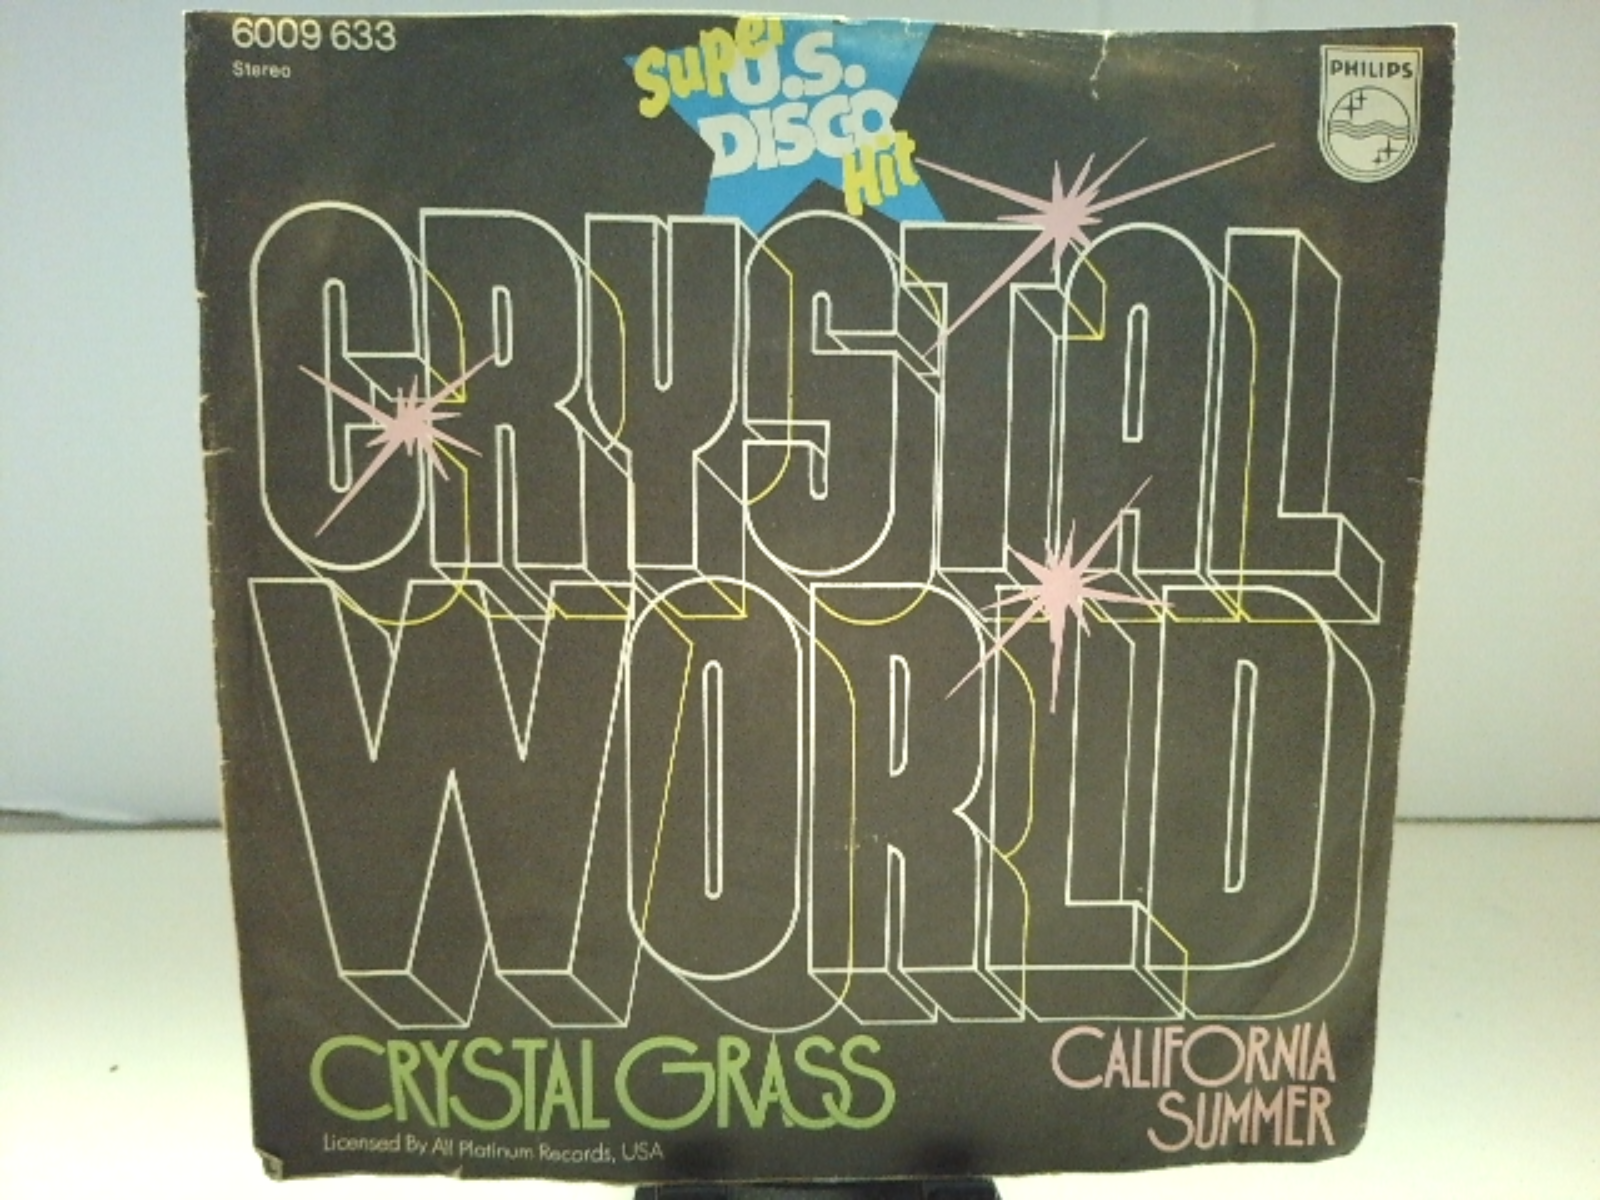 6009 633
Stereo
Super
U.S.
DISCO
Hit
PHILIPS
CRYSTAL
WORLD
CRYSTAL GRASS
CALIFORNIA
SUMMER
Licensed By All Platinum Records, USA